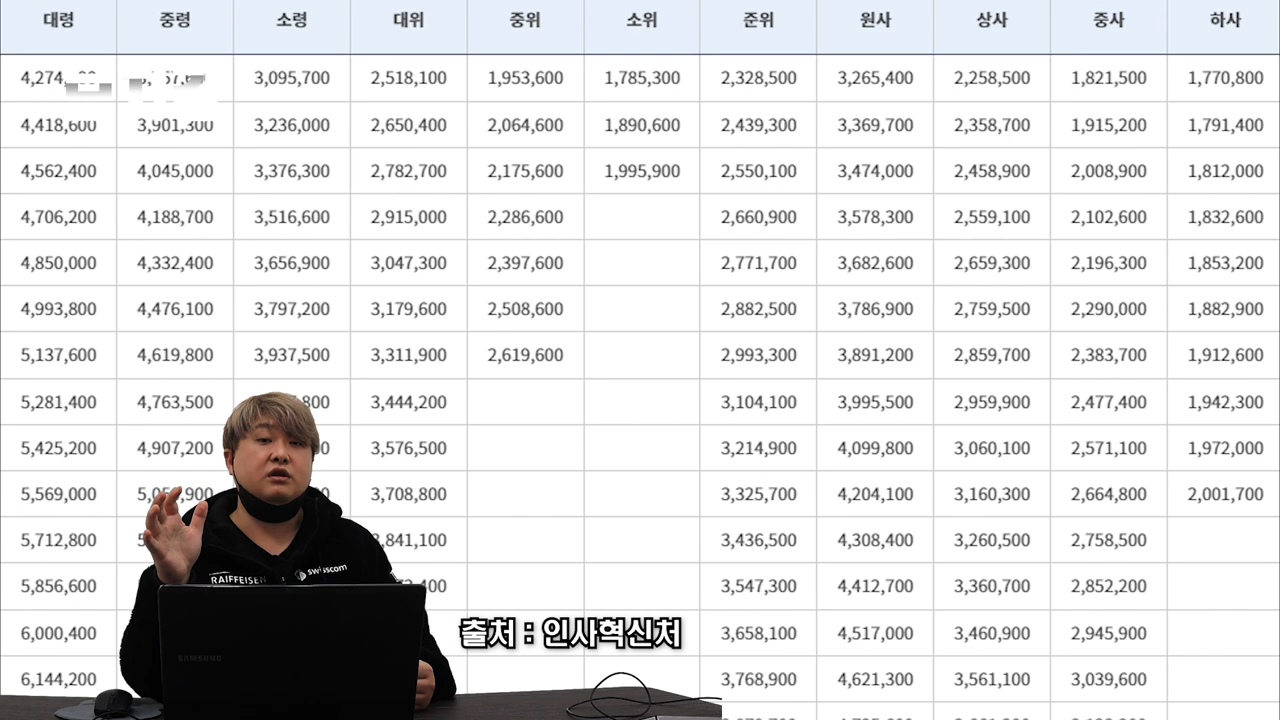 대령 중령 소령 대위 중위 소위 준위 원사 상사 중사 하사
3,095,700 2,518,100 1,953,600 1,785,300 2,328,500 3,265,400 2,258,500 1,821,500 1,770,800
4,418,600 3,901,300 3,236,000 2,650,400 2,064,600 1,890,600 2,439,300 3,369,700 2,358,700 1,915,200 1,791,400
4,562,400 4,045,000 3,376,300 2,782,700 2,175,600 1,995,900 2,550,100 3,474,000 2,458,900 2,008,900 1,812,000
4,706,200 4,188,700 3,516,600 2,915,000 2,286,600 2,660,900 3,578,300 2,559,100 2,102,600 1,832,600
4,850,000 4,332,400 3,656,900 3,047,300 2,397,600 2,771,700 3,682,600 2,659,300 2,196,300 1,853,200
4,993,800 4,476,100 3,797,200 3,179,600 2,508,600 2,882,500 3,786,900 2,759,500 2,290,000 1,882,900
5,137,600 4,619,800 3,937,500 3,311,900 2,619,600 2,993,300 3,891,200 2,859,700 2,383,700 1,912,600
5,281,400 4,763,500 3,444,200 3,104,100 3,995,500 2,959,900 2,477,400 1,942,300
5,425,200 4,907,200 3,576,500 3,214,900 4,099,800 3,060,100 2,571,100 1,972,000
5,569,000 3,708,800 3,325,700 4,204,100 3,160,300 2,664,800 2,001,700
5,712,800 3,436,500 4,308,400 3,260,500 2,758,500
5,856,600 3,547,300 4,412,700 3,360,700 2,852,200
6,000,400 3,658,100 4,517,000 3,460,900 2,945,900
6,144,200 3,768,900 4,621,300 3,561,100 3,039,600
RAIFFEISEN swisscom
SAMSUNG
출처 : 인사혁신처